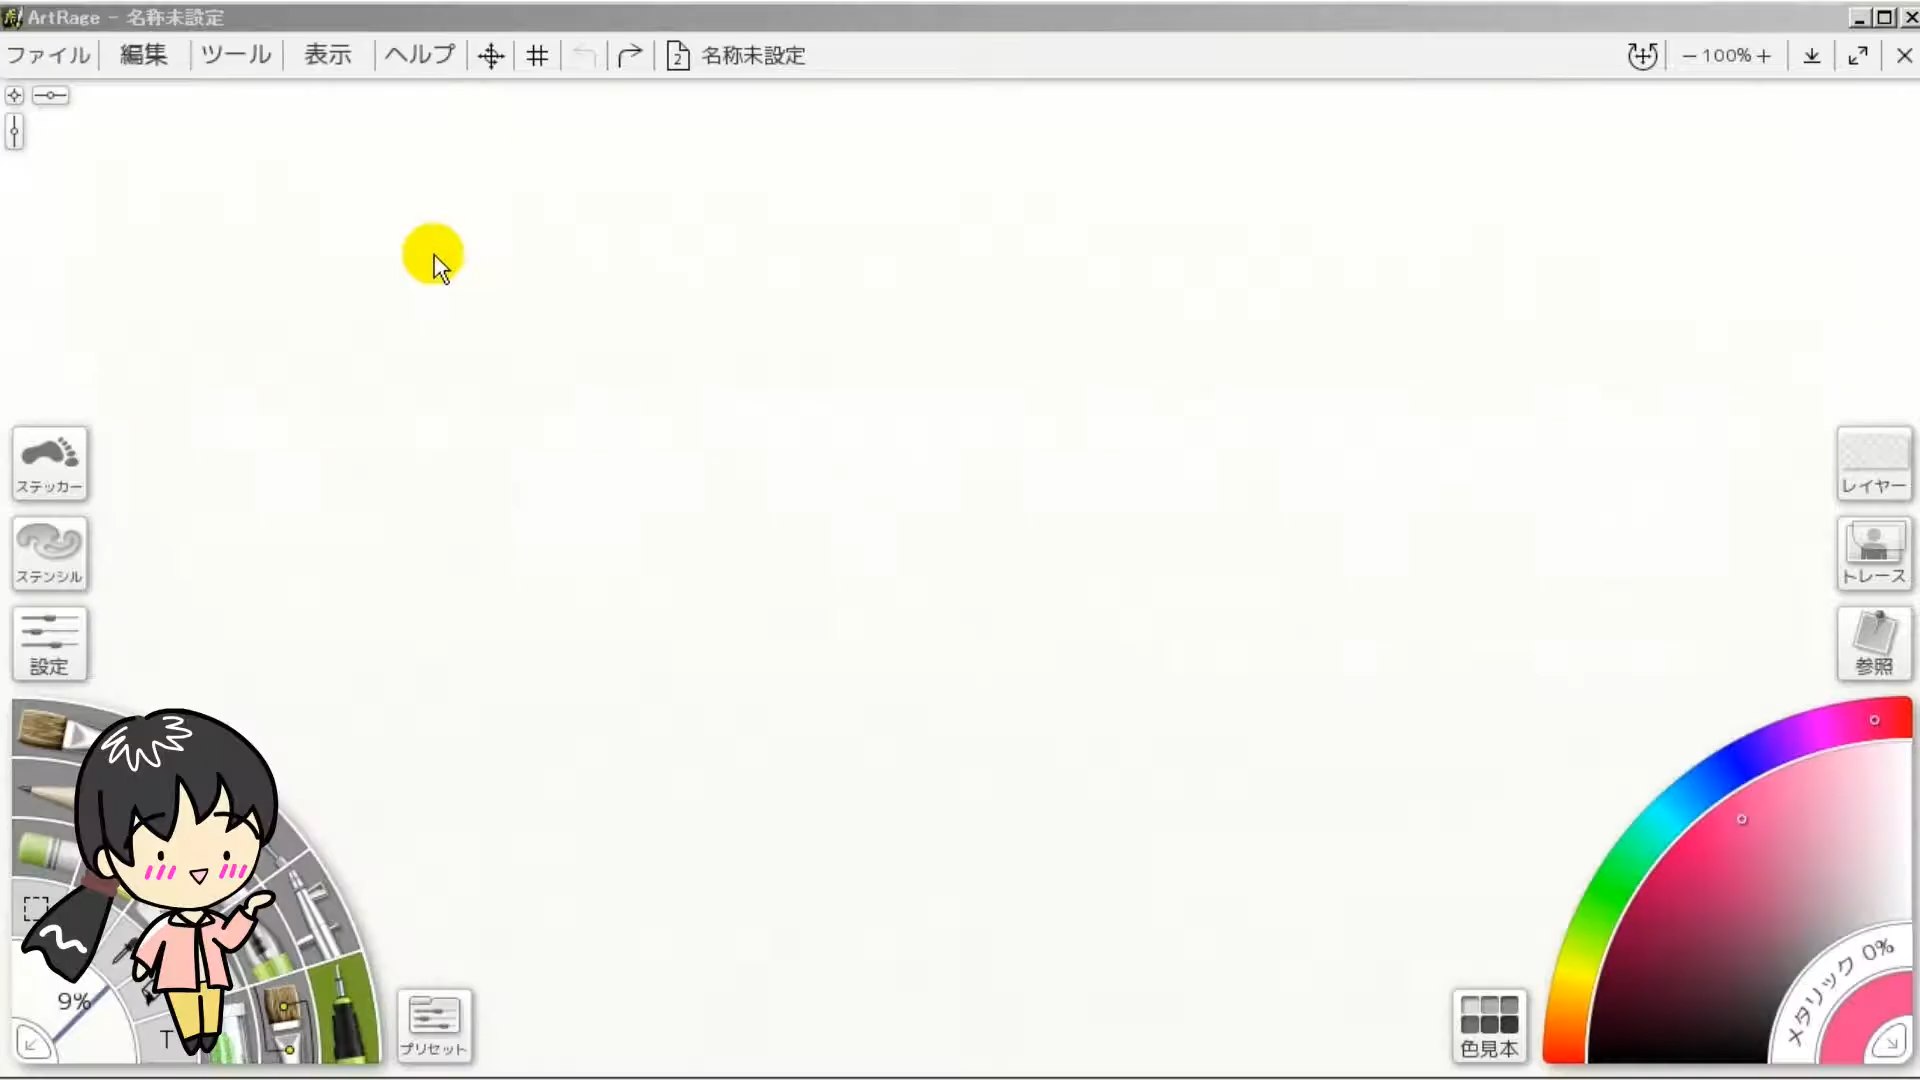 ArtRage - 名称未設定
ファイル 編集 ツール 表示 ヘルプ 2 名称未設定 − 100% +
ステッカー
ステンシル
設定
レイヤー
トレース
参照
9%
T
プリセット
色見本
メタリック 0%